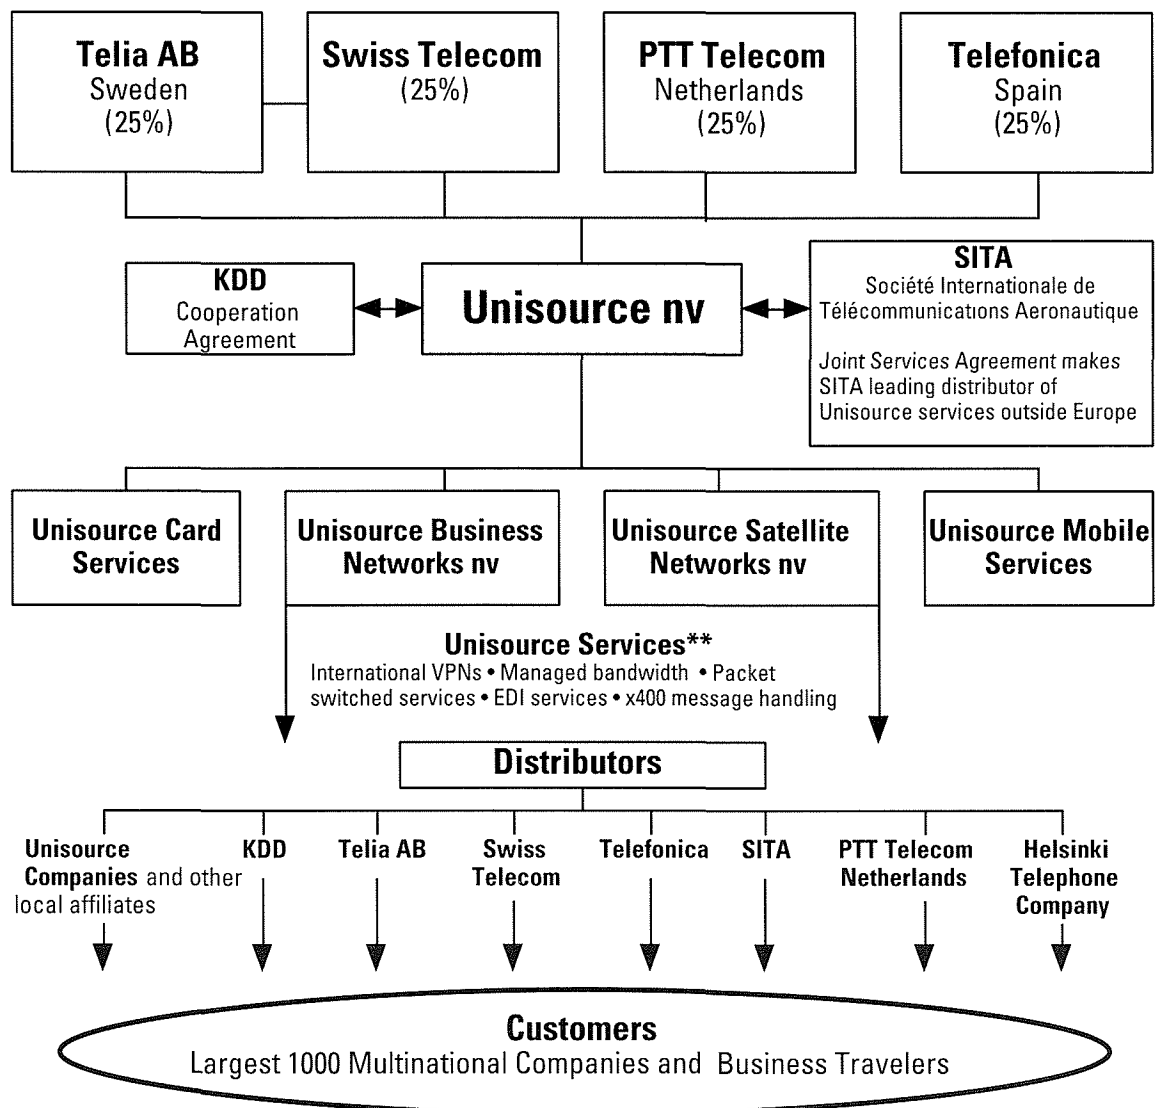 Telia AB
Sweden
(25%)
Swiss Telecom
(25%)
PTT Telecom
Netherlands
(25%)
Telefonica
Spain
(25%)
KDD
Cooperation
Agreement
Unisource nv
SITA
Société Internationale de
Télécommunications Aeronautique
Joint Services Agreement makes
SITA leading distributor of
Unisource services outside Europe
Unisource Card
Services
Unisource Business
Networks nv
Unisource Satellite
Networks nv
Unisource Mobile
Services
Unisource Services**
International VPNs • Managed bandwidth • Packet
switched services • EDI services • x400 message handling
Distributors
Unisource
Companies and other
local affiliates
KDD
Telia AB
Swiss
Telecom
Telefonica
SITA
PTT Telecom
Netherlands
Helsinki
Telephone
Company
Customers
Largest 1000 Multinational Companies and Business Travelers